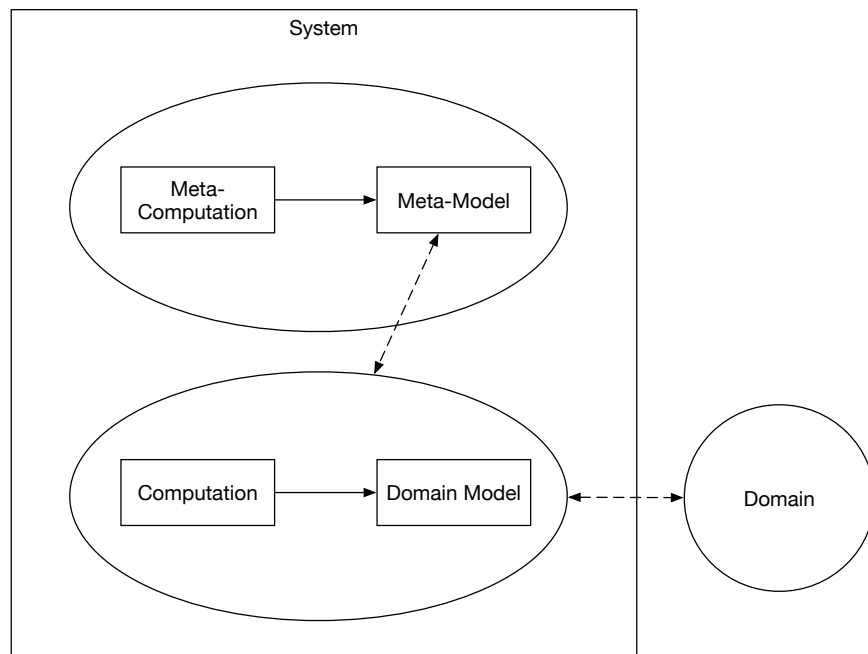 System
Meta-
Computation
Meta-Model
Computation
Domain Model
Domain